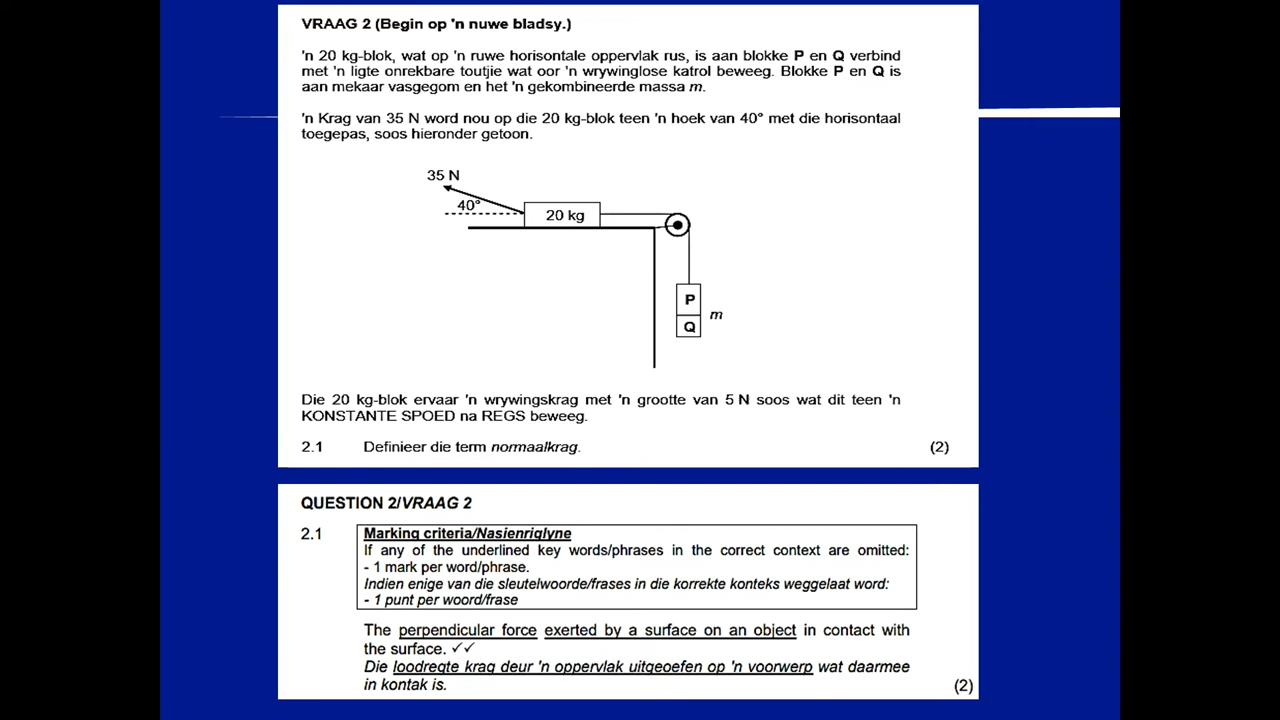 VRAAG 2 (Begin op 'n nuwe bladsy.)
'n 20 kg-blok, wat op 'n ruwe horisontale oppervlak rus, is aan blokke P en Q verbind
met 'n ligte onrekbare toutjie wat oor 'n wrywinglose katrol beweeg. Blokke P en Q is
aan mekaar vasgegom en het 'n gekombineerde massa m.
'n Krag van 35 N word nou op die 20 kg-blok teen 'n hoek van 40° met die horisontaal
toegepas, soos hieronder getoon.
35 N
40°
20 kg
P
m
Q
Die 20 kg-blok ervaar 'n wrywingskrag met 'n grootte van 5 N soos wat dit teen 'n
KONSTANTE SPOED na REGS beweeg.
2.1 Definieer die term normaalkrag. (2)
QUESTION 2/VRAAG 2
2.1 Marking criteria/Nasienriglyne
If any of the underlined key words/phrases in the correct context are omitted:
- 1 mark per word/phrase.
Indien enige van die sleutelwoorde/frases in die korrekte konteks weggelaat word:
- 1 punt per woord/frase
The perpendicular force exerted by a surface on an object in contact with
the surface. ✓✓
Die loodregte krag deur 'n oppervlak uitgeoefen op 'n voorwerp wat daarmee
in kontak is. (2)